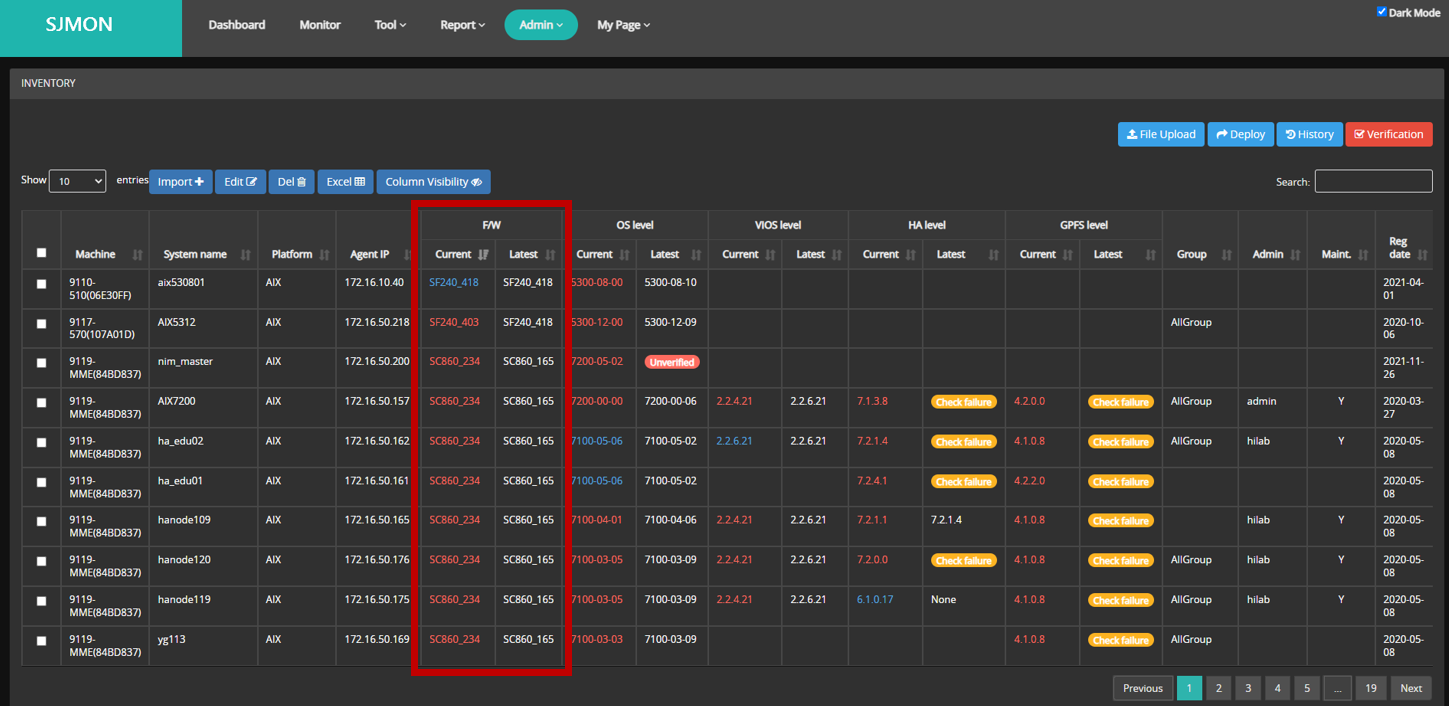 SJMON
Dashboard Monitor Tool Report Admin My Page Dark Mode
INVENTORY
File Upload Deploy History Verification
Show 10 entries Import Edit Del Excel Column Visibility Search:
F/W OS level VIOS level HA level GPFS level
Machine System name Platform Agent IP Current Latest Current Latest Current Latest Current Latest Current Latest Group Admin Maint. Reg
date
9110- aix530801 AIX 172.16.10.40 SF240_418 SF240_418 5300-08-00 5300-08-10 2021-04-
510(06E30FF) 01
9117- AIX5312 AIX 172.16.50.218 SF240_403 SF240_418 5300-12-00 5300-12-09 AllGroup 2020-10-
570(107A01D) 06
9119- nim_master AIX 172.16.50.200 SC860_234 SC860_165 7200-05-02 Unverified 2021-11-
MME(84BD837) 26
9119- AIX7200 AIX 172.16.50.157 SC860_234 SC860_165 7200-00-00 7200-00-06 2.2.4.21 2.2.6.21 7.1.3.8 Check failure 4.2.0.0 Check failure AllGroup admin Y 2020-03-
MME(84BD837) 27
9119- ha_edu02 AIX 172.16.50.162 SC860_234 SC860_165 7100-05-06 7100-05-02 2.2.6.21 2.2.6.21 7.2.1.4 Check failure 4.1.0.8 Check failure AllGroup hilab Y 2020-05-
MME(84BD837) 08
9119- ha_edu01 AIX 172.16.50.161 SC860_234 SC860_165 7100-05-06 7100-05-02 7.2.4.1 Check failure 4.2.2.0 Check failure 2020-05-
MME(84BD837) 08
9119- hanode109 AIX 172.16.50.165 SC860_234 SC860_165 7100-04-01 7100-04-06 2.2.4.21 2.2.6.21 7.2.1.1 7.2.1.4 4.1.0.8 Check failure hilab Y 2020-05-
MME(84BD837) 08
9119- hanode120 AIX 172.16.50.176 SC860_234 SC860_165 7100-03-05 7100-03-09 2.2.4.21 2.2.6.21 7.2.0.0 Check failure 4.1.0.8 Check failure AllGroup hilab Y 2020-05-
MME(84BD837) 08
9119- hanode119 AIX 172.16.50.175 SC860_234 SC860_165 7100-03-05 7100-03-09 2.2.4.21 2.2.6.21 6.1.0.17 None 4.1.0.8 Check failure AllGroup hilab Y 2020-05-
MME(84BD837) 08
9119- yg113 AIX 172.16.50.169 SC860_234 SC860_165 7100-03-03 7100-03-09 4.1.0.8 Check failure AllGroup 2020-05-
MME(84BD837) 08
Previous 1 2 3 4 5 ... 19 Next